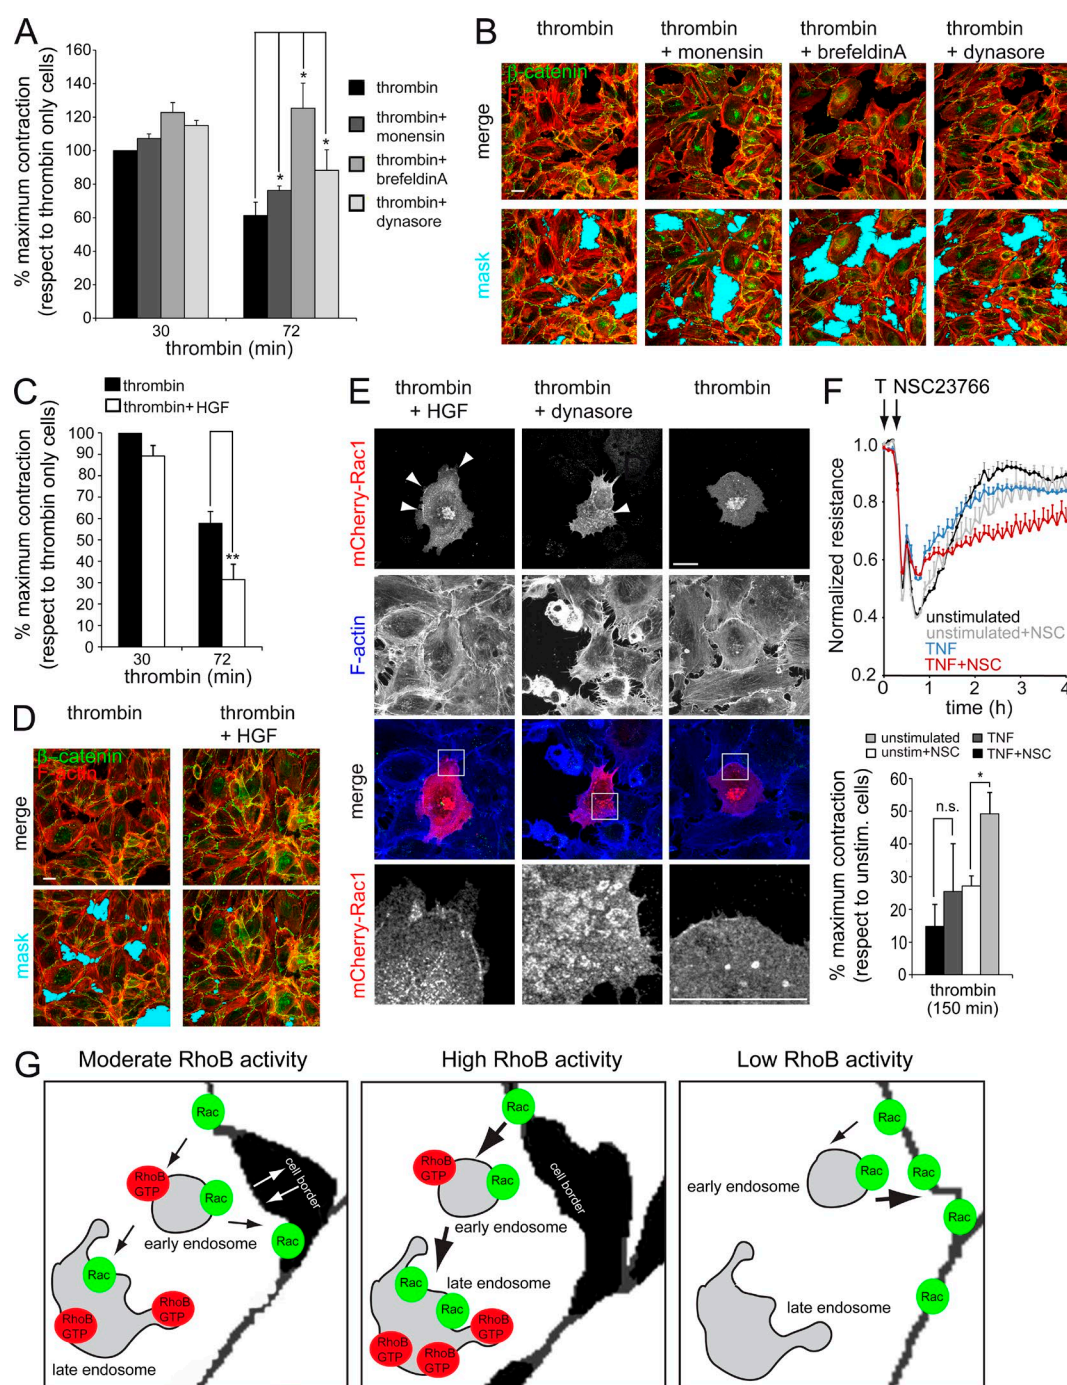 A
% maximum contraction
(respect to thrombin only cells)
160
140
120
100
80
60
40
20
0
30
72
thrombin (min)
*
*
*
thrombin
thrombin+
monensin
thrombin+
brefeldinA
thrombin+
dynasore
B
thrombin
thrombin
+ monensin
thrombin
+ brefeldinA
thrombin
+ dynasore
β-catenin
F-actin
merge
mask
C
thrombin
thrombin+HGF
% maximum contraction
(respect to thrombin only cells)
100
90
80
70
60
50
40
30
20
10
0
**
30
72
thrombin (min)
D
thrombin
thrombin
+ HGF
β-catenin
F-actin
merge
mask
E
thrombin
+ HGF
thrombin
+ dynasore
thrombin
mCherry-Rac1
F-actin
merge
mCherry-Rac1
F
T NSC23766
Normalized resistance
1.0
0.8
0.6
0.4
0.2
unstimulated
unstimulated+NSC
TNF
TNF+NSC
0
1
2
3
4
time (h)
unstimulated
TNF
unstim+NSC
TNF+NSC
% maximum contraction
(respect to unstim. cells)
60
50
40
30
20
10
0
n.s.
*
thrombin
(150 min)
G
Moderate RhoB activity
Rac
RhoB
GTP
Rac
cell border
early endosome
Rac
Rac
RhoB
GTP
RhoB
GTP
late endosome
High RhoB activity
Rac
RhoB
GTP
Rac
cell border
early endosome
late endosome
Rac
Rac
RhoB
GTP
RhoB
GTP
RhoB
GTP
Low RhoB activity
Rac
early endosome
Rac
Rac
Rac
Rac
late endosome